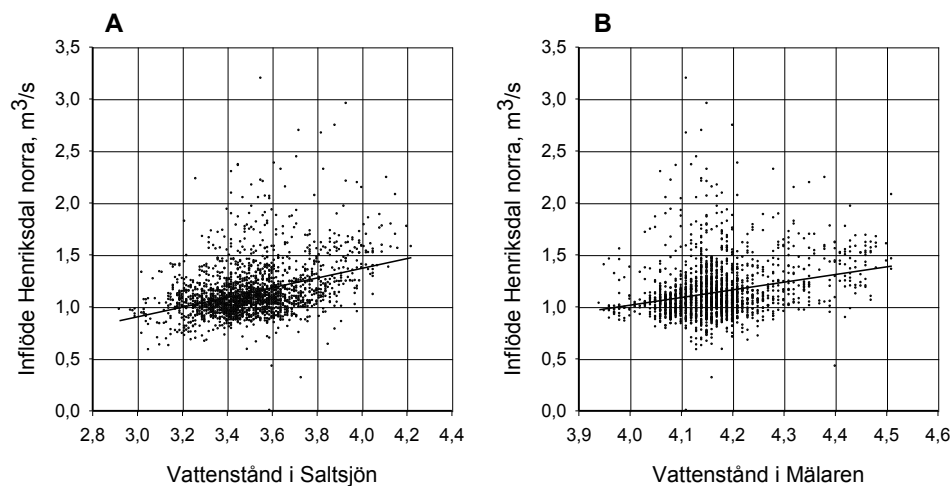 A
Inflöde Henriksdal norra, m³/s
3,5
3,0
2,5
2,0
1,5
1,0
0,5
0,0
2,8 3,0 3,2 3,4 3,6 3,8 4,0 4,2 4,4
Vattenstånd i Saltsjön
B
Inflöde Henriksdal norra, m³/s
3,5
3,0
2,5
2,0
1,5
1,0
0,5
0,0
3,9 4,0 4,1 4,2 4,3 4,4 4,5 4,6
Vattenstånd i Mälaren